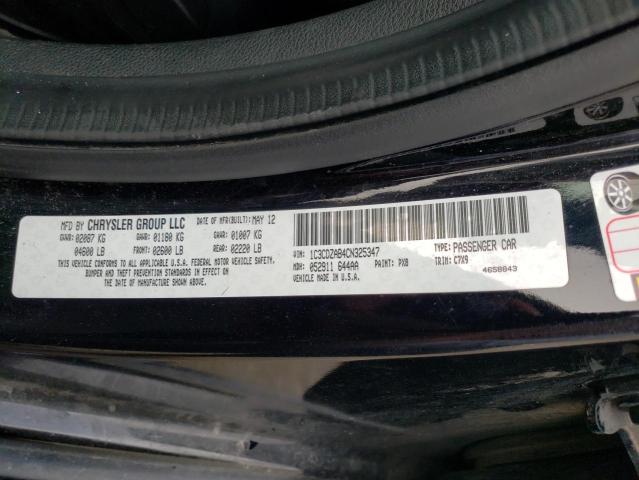 MFD BY CHRYSLER GROUP LLC
DATE OF MFR(BUILT): MAY 12
GVWR: 02087 KG
04600 LB
GAWR: 01180 KG
FRONT: 02600 LB
GAWR: 01007 KG
REAR: 02220 LB
THIS VEHICLE CONFORMS TO ALL APPLICABLE U.S.A. FEDERAL MOTOR VEHICLE SAFETY,
BUMPER AND THEFT PREVENTION STANDARDS IN EFFECT ON
THE DATE OF MANUFACTURE SHOWN ABOVE.
VIN: 1C3CDZAB4CN325347
TYPE: PASSENGER CAR
MDH: 052911 644AA
PAINT: PX8
TRIM: C7X9
VEHICLE MADE IN U.S.A.
4658843